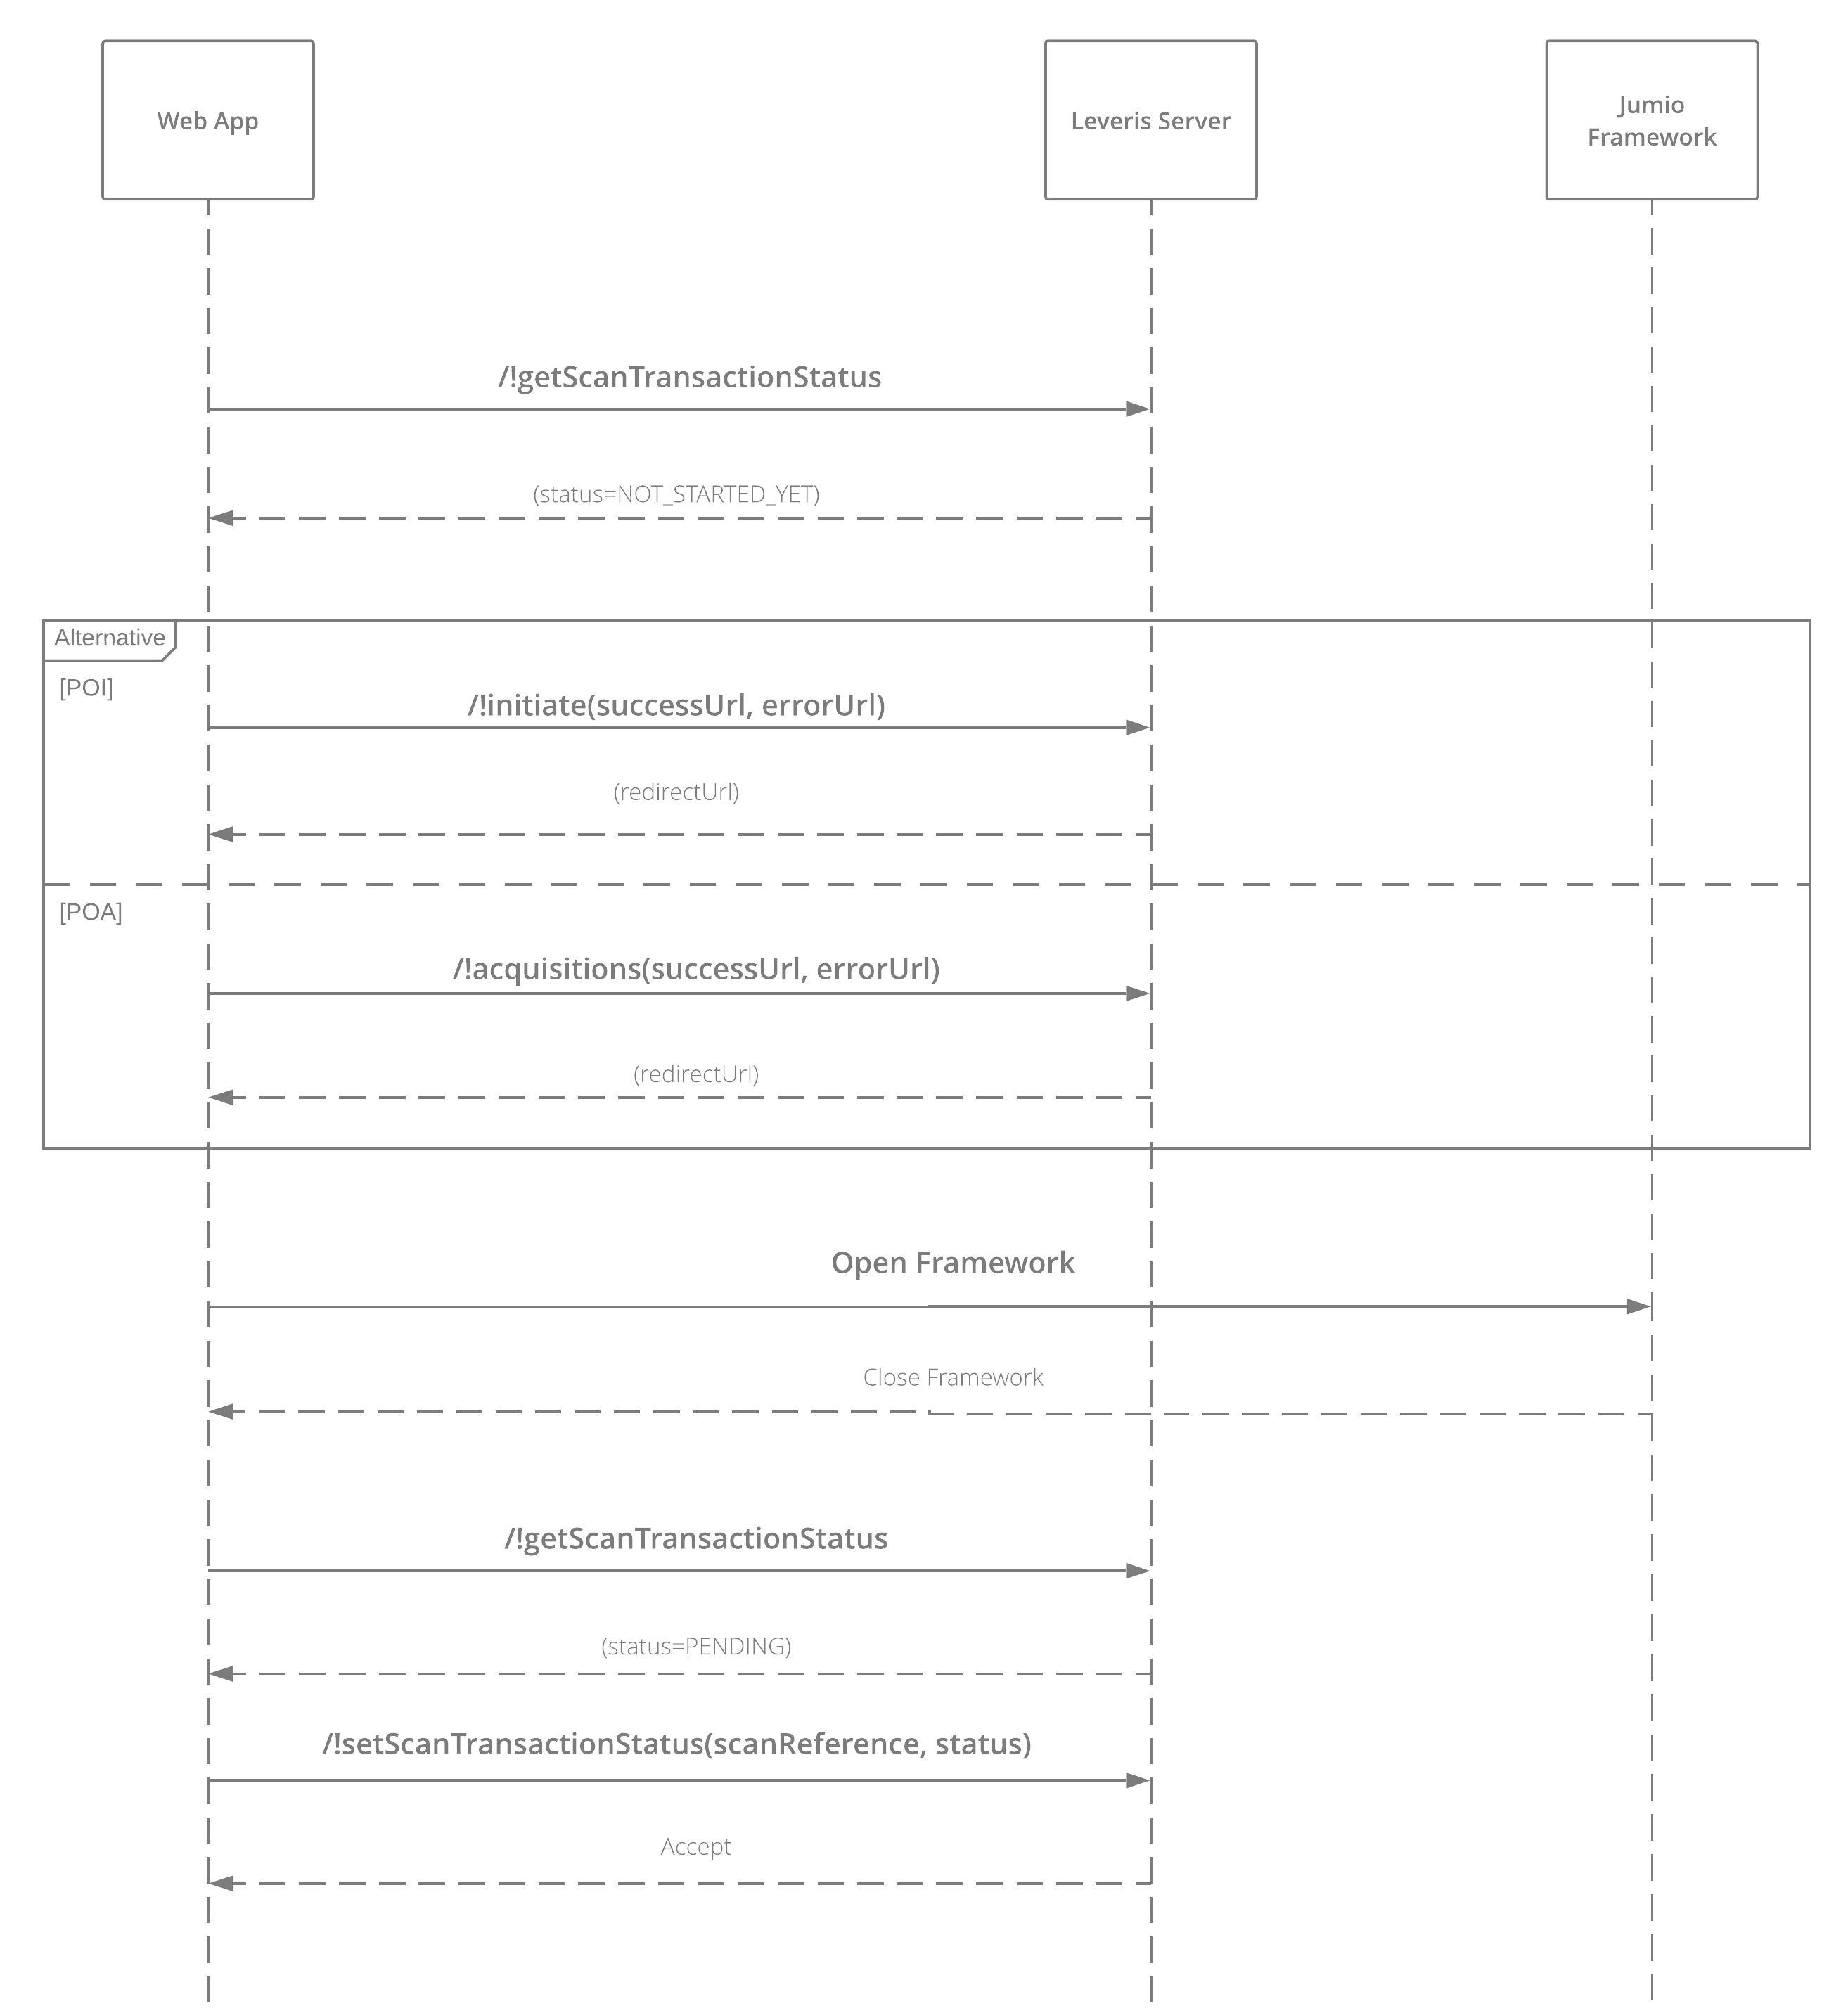 Web App
Leveris Server
Jumio
Framework
/!getScanTransactionStatus
(status=NOT_STARTED_YET)
Alternative
[POI]
/!initiate(successUrl, errorUrl)
(redirectUrl)
[POA]
/!acquisitions(successUrl, errorUrl)
(redirectUrl)
Open Framework
Close Framework
/!getScanTransactionStatus
(status=PENDING)
/!setScanTransactionStatus(scanReference, status)
Accept